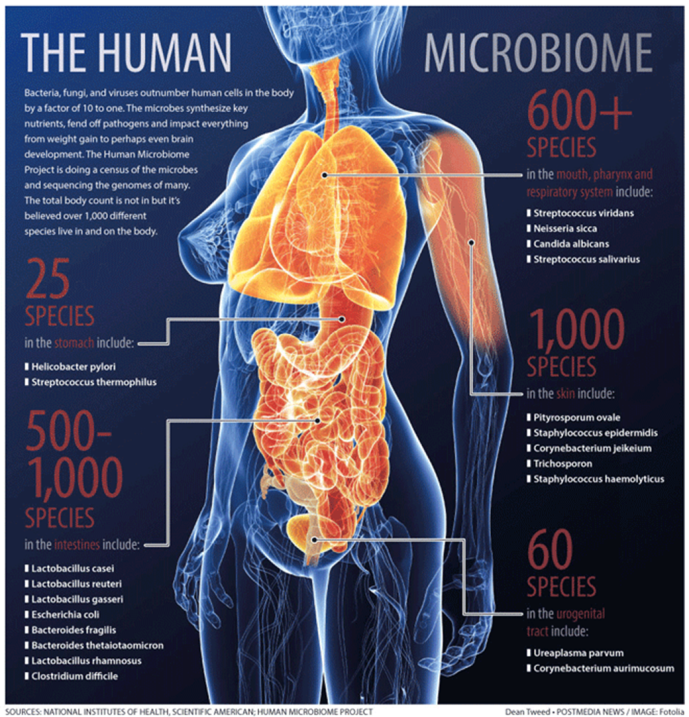 THE HUMAN MICROBIOME
Bacteria, fungi, and viruses outnumber human cells in the body
by a factor of 10 to one. The microbes synthesize key
nutrients, fend off pathogens and impact everything
from weight gain to perhaps even brain
development. The Human Microbiome
Project is doing a census of the microbes
and sequencing the genomes of many.
The total body count is not in but it's
believed over 1,000 different
species live in and on the body.
25
SPECIES
in the stomach include:
Helicobacter pylori
Streptococcus thermophilus
500-
1,000
SPECIES
in the intestines include:
Lactobacillus casei
Lactobacillus reuteri
Lactobacillus gasseri
Escherichia coli
Bacteroides fragilis
Bacteroides thetaiotaomicron
Lactobacillus rhamnosus
Clostridium difficile
600+
SPECIES
in the mouth, pharynx and
respiratory system include:
Streptococcus viridans
Neisseria sicca
Candida albicans
Streptococcus salivarius
1,000
SPECIES
in the skin include:
Pityrosporum ovale
Staphylococcus epidermidis
Corynebacterium jeikeium
Trichosporon
Staphylococcus haemolyticus
60
SPECIES
in the urogenital
tract include:
Ureaplasma parvum
Corynebacterium aurimucosum
SOURCES: NATIONAL INSTITUTES OF HEALTH, SCIENTIFIC AMERICAN; HUMAN MICROBIOME PROJECT
Dean Tweed • POSTMEDIA NEWS / IMAGE: Fotolia